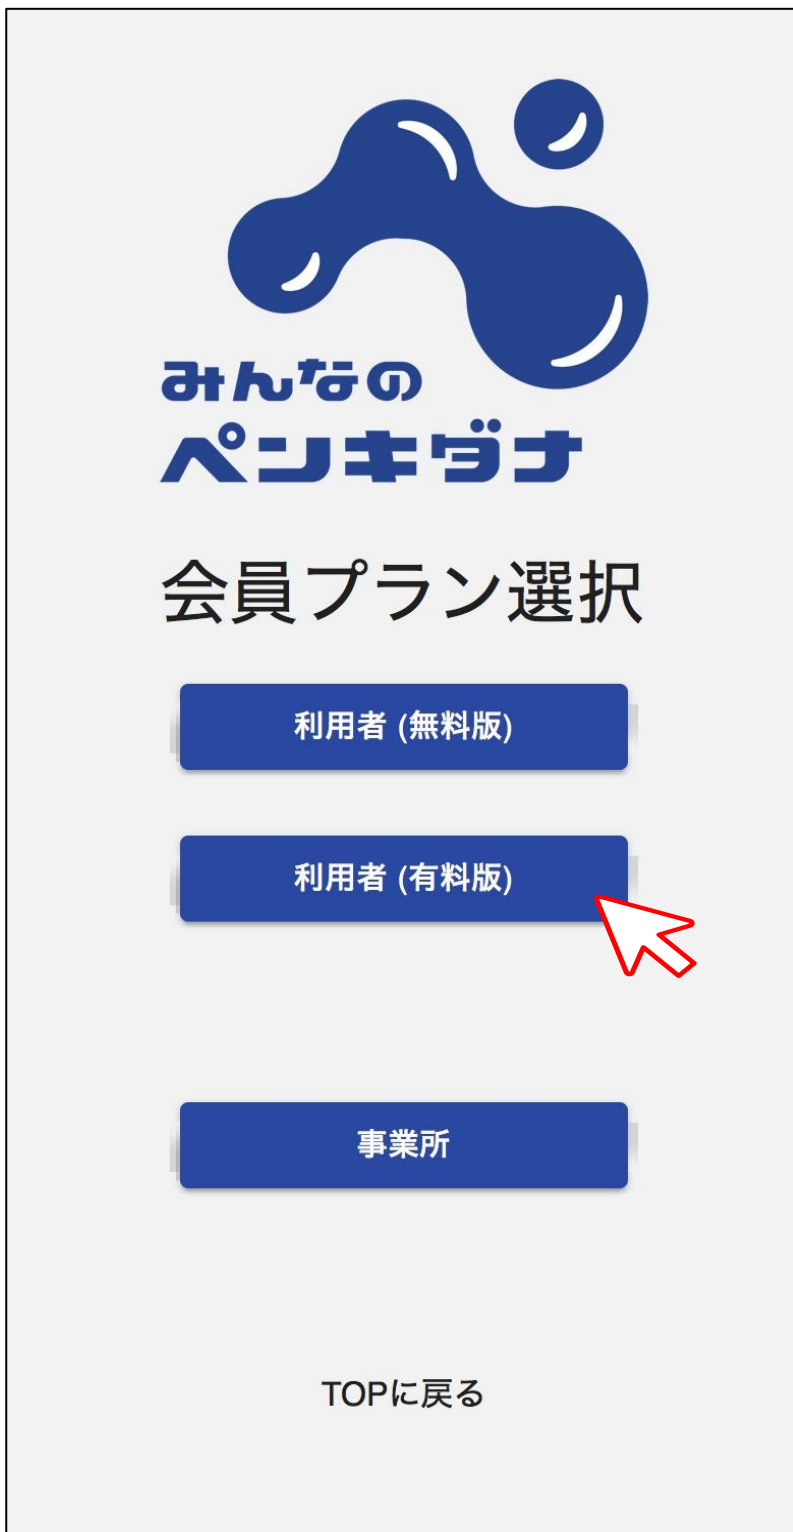 みんなの
ペンキダナ
会員プラン選択
利用者 (無料版)
利用者 (有料版)
事業所
TOPに戻る